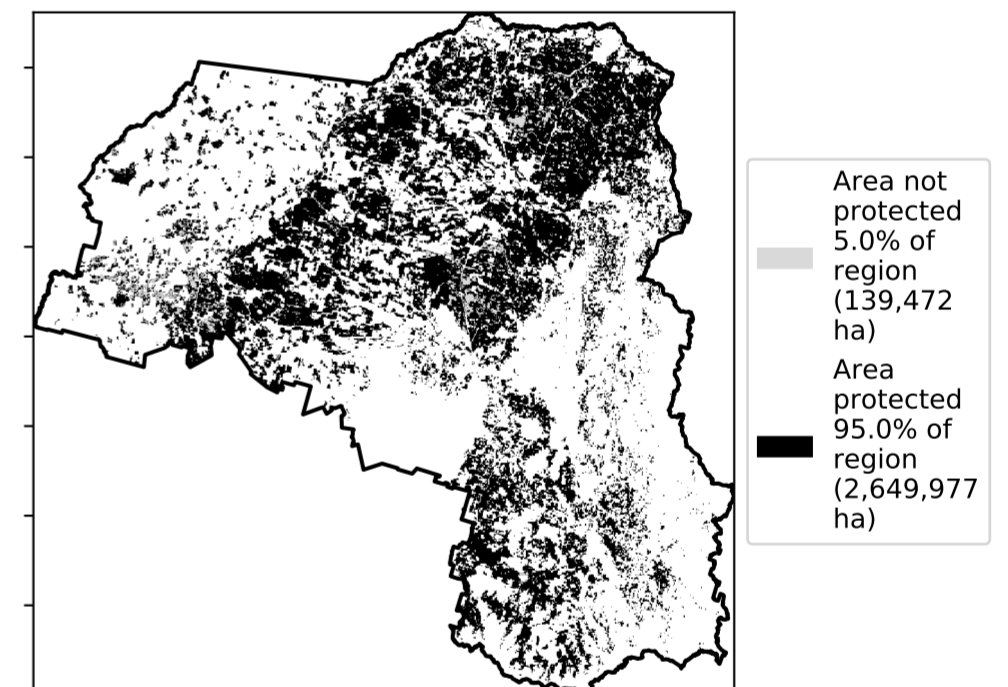 Area not
protected
5.0% of
region
(139,472
ha)
Area
protected
95.0% of
region
(2,649,977
ha)